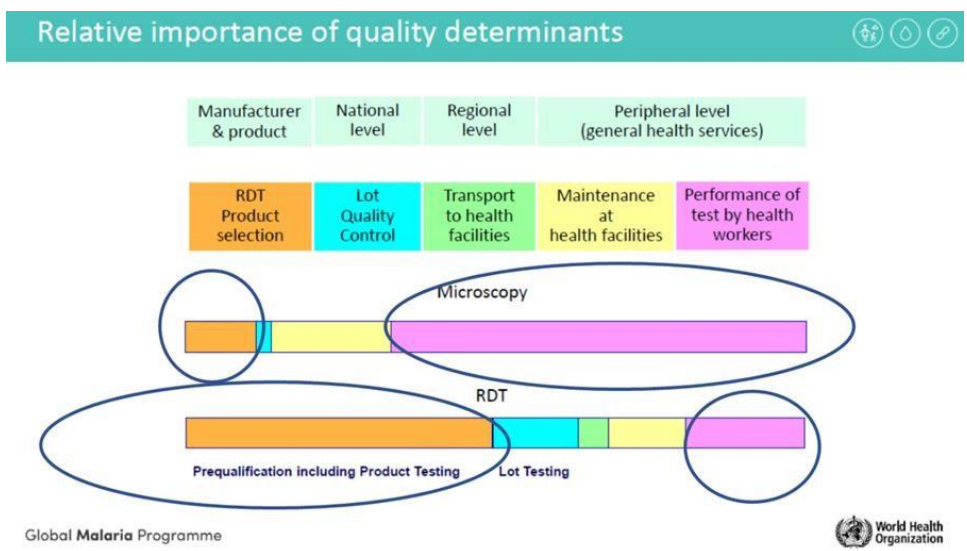 Relative importance of quality determinants
Manufacturer
& product
National
level
Regional
level
Peripheral level
(general health services)
RDT
Product
selection
Lot
Quality
Control
Transport
to health
facilities
Maintenance
at
health facilities
Performance of
test by health
workers
Microscopy
RDT
Prequalification including Product Testing
Lot Testing
Global Malaria Programme
World Health
Organization